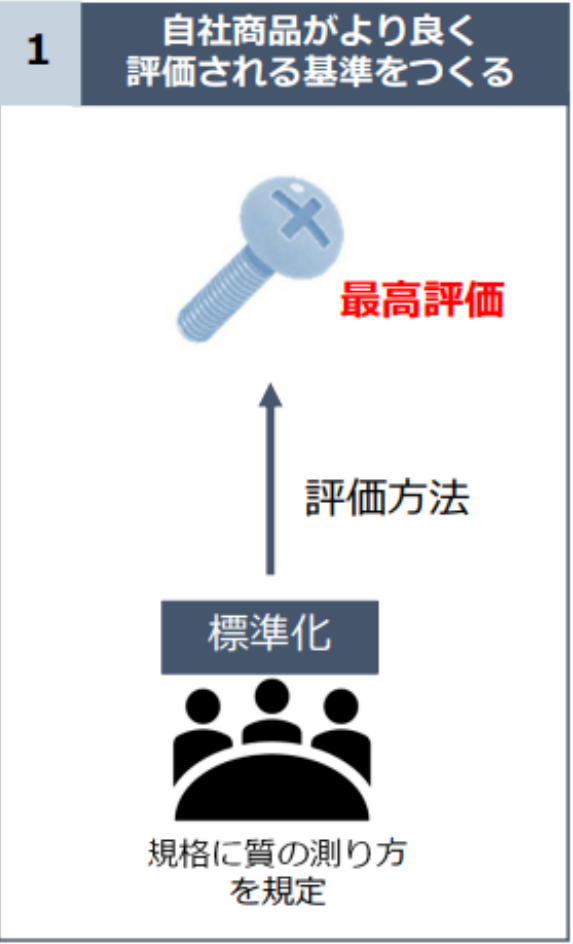 1
自社商品がより良く
評価される基準をつくる
最高評価
評価方法
標準化
規格に質の測り方
を規定